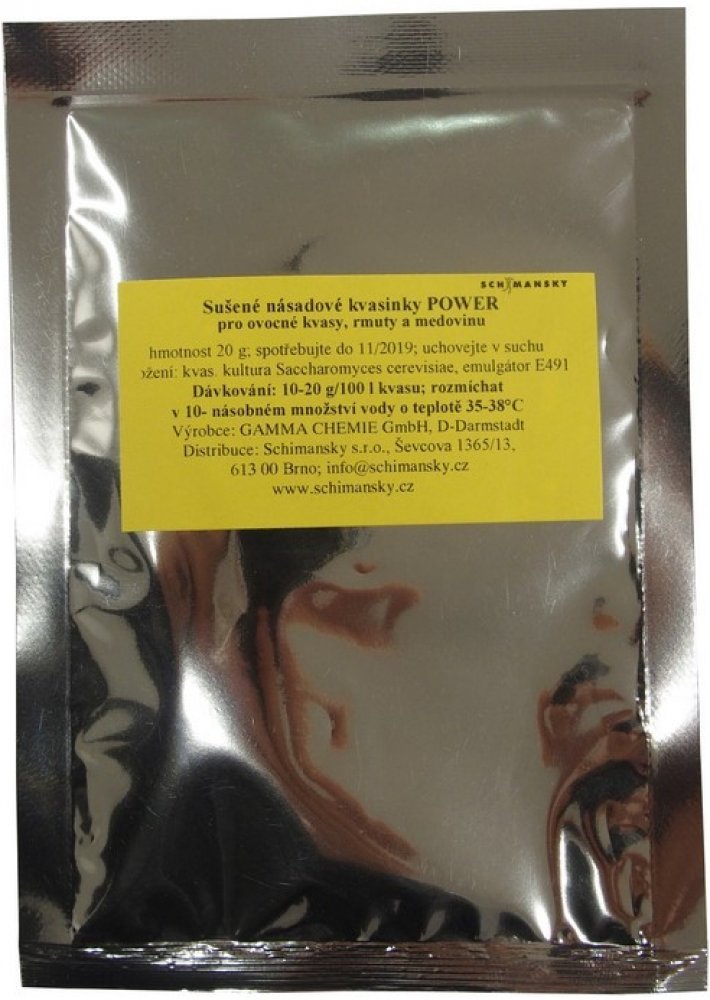 SCHIMANSKY
Sušené násadové kvasinky POWER
pro ovocné kvasy, rmuty a medovinu
hmotnost 20 g; spotřebujte do 11/2019; uchovejte v suchu
ožení: kvas. kultura Saccharomyces cerevisiae, emulgátor E491
Dávkování: 10-20 g/100 l kvasu; rozmíchat
v 10- násobném množství vody o teplotě 35-38°C
Výrobce: GAMMA CHEMIE GmbH, D-Darmstadt
Distribuce: Schimansky s.r.o., Ševcova 1365/13,
613 00 Brno; info@schimansky.cz
www.schimansky.cz